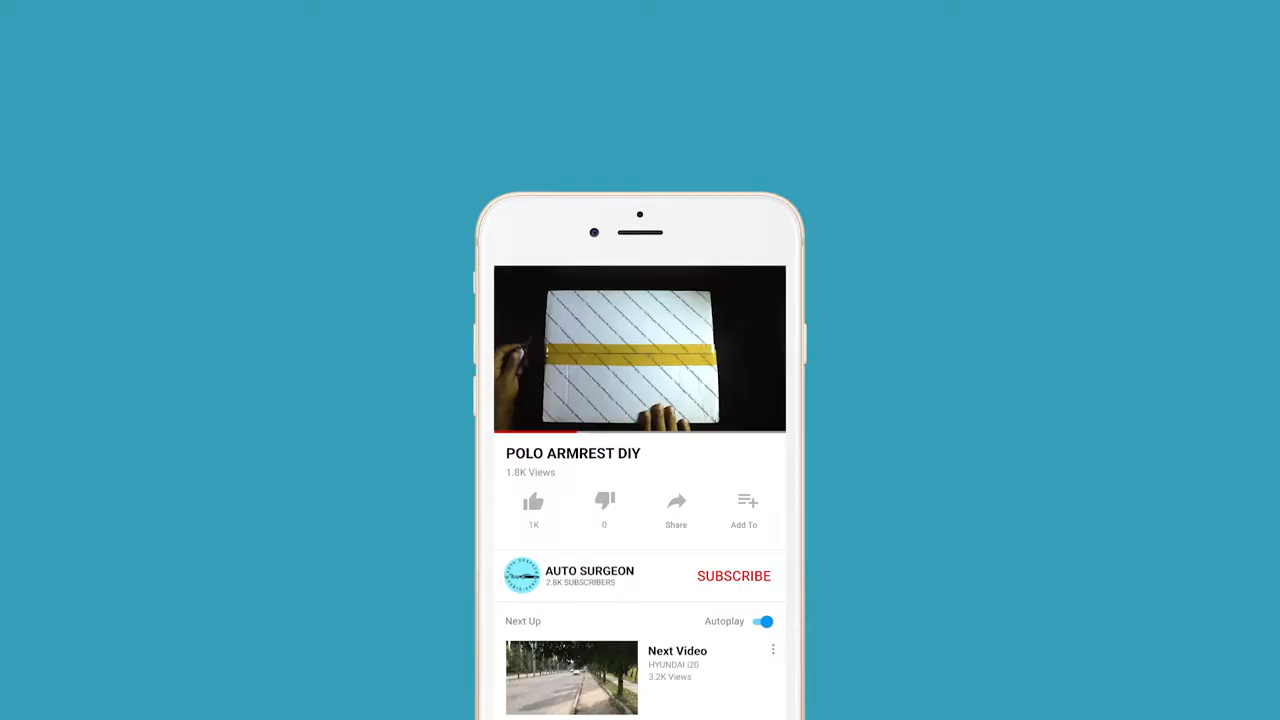 POLO ARMREST DIY
1.8K Views
1K
0
Share
Add To
AUTO SURGEON
2.8K SUBSCRIBERS
SUBSCRIBE
Next Up
Autoplay
Next Video
HYUNDAI i20
3.2K Views